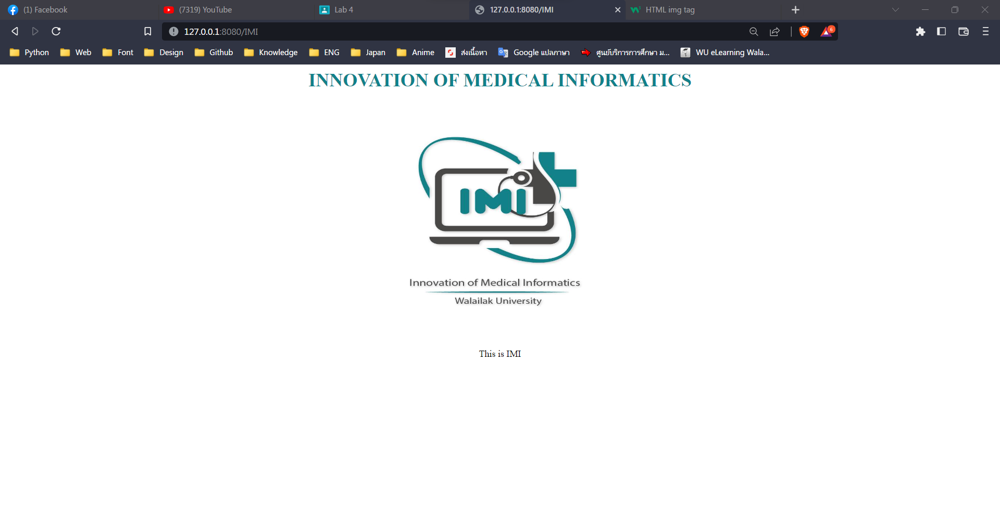 (1) Facebook
(7319) YouTube
Lab 4
127.0.0.1:8080/IMI
HTML img tag
127.0.0.1:8080/IMI
6
Python
Web
Font
Design
Github
Knowledge
ENG
Japan
Anime
ส่งเนื้อหา
Google แปลภาษา
ศูนย์บริการการศึกษา ม...
WU eLearning Wala...
INNOVATION OF MEDICAL INFORMATICS
IMI
Innovation of Medical Informatics
Walailak University
This is IMI